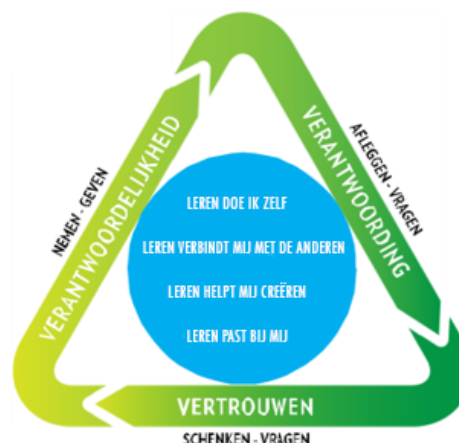 NEMEN - GEVEN
VERANTWOORDELIJKHEID
VERANTWOORDING
AFLEGGEN - VRAGEN
LEREN DOE IK ZELF
LEREN VERBINDT MIJ MET DE ANDEREN
LEREN HELPT MIJ CREËREN
LEREN PAST BIJ MIJ
VERTROUWEN
SCHENKEN - VRAGEN